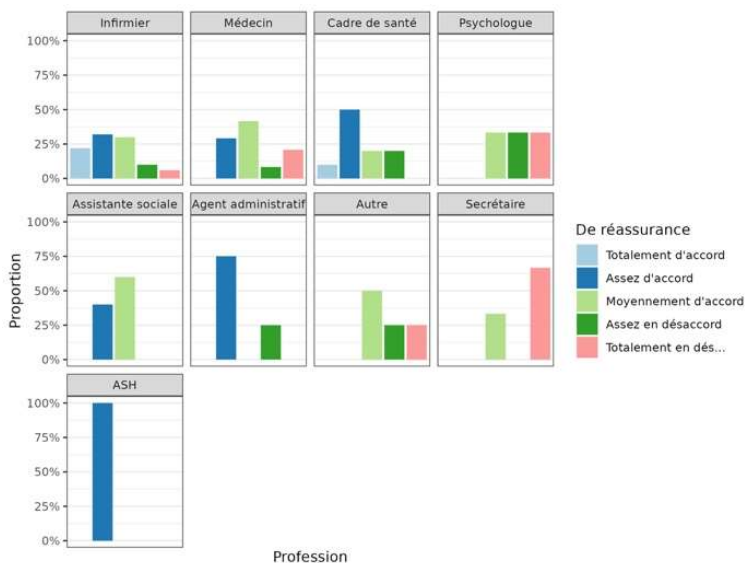 Infirmier Médecin Cadre de santé Psychologue
100%
75%
50%
25%
0%
Assistante sociale Agent administratif Autre Secrétaire
100%
75%
50%
25%
0%
ASH
100%
75%
50%
25%
0%
Proportion
Profession
De réassurance
Totalement d'accord
Assez d'accord
Moyennement d'accord
Assez en désaccord
Totalement en dés...